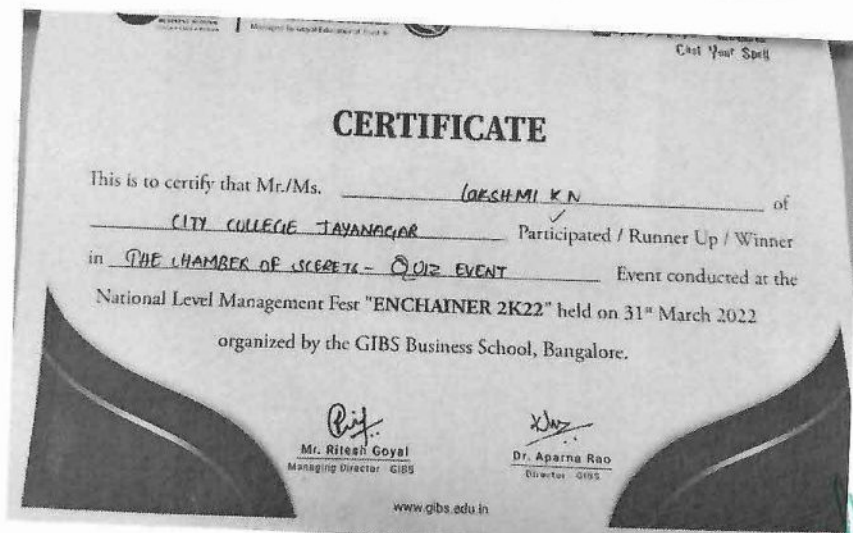 Cast Your Spell
CERTIFICATE
This is to certify that Mr./Ms. LAKSHMI K N of
CITY COLLEGE JAYANAGAR Participated / Runner Up / Winner
in THE CHAMBER OF SCERETS - QUIZ EVENT Event conducted at the
National Level Management Fest "ENCHAINER 2K22" held on 31st March 2022
organized by the GIBS Business School, Bangalore.
Mr. Ritesh Goyal
Managing Director GIBS
Dr. Aparna Rao
Director GIBS
www.gibs.edu.in